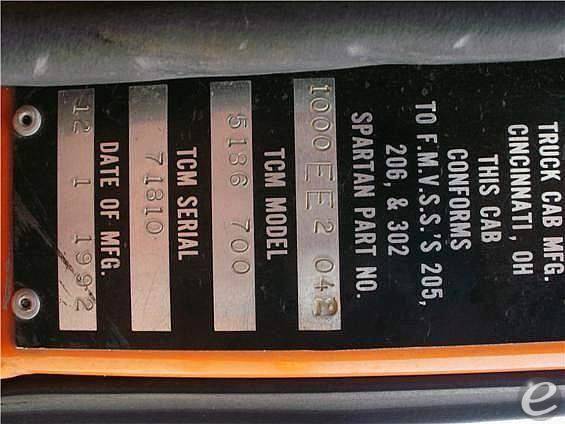 TRUCK CAB MFG.
CINCINNATI, OH
THIS CAB
CONFORMS
TO F.M.V.S.S.'S 205,
206, & 302
SPARTAN PART NO.
1000EE2
TCM MODEL
5186 700
TCM SERIAL
71810
DATE OF MFG.
12 1 1992
e